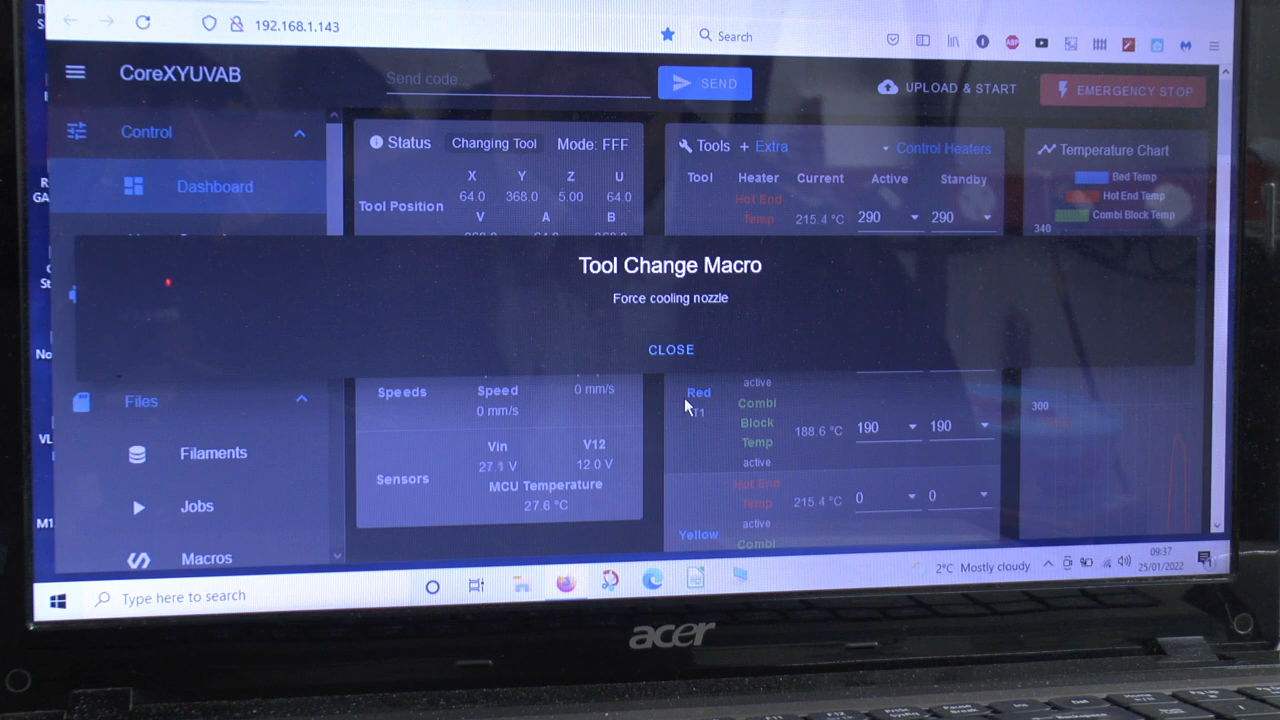 192.168.1.143
Search
CoreXYUVAB
Send code...
SEND
UPLOAD & START
EMERGENCY STOP
Control
Dashboard
Status
Changing Tool
Mode: FFF
X Y Z U
Tool Position
64.0 368.0 5.00 64.0
V A B
Tools + Extra
Control Heaters
Tool Heater Current Active Standby
Hot End
Temp
215.4 °C
290
290
Temperature Chart
Bed Temp
Hot End Temp
Combi Block Temp
340
Tool Change Macro
Force cooling nozzle
CLOSE
Files
Filaments
Jobs
Macros
Speeds
Speed
0 mm/s
0 mm/s
Sensors
Vin
27.1 V
V12
12.0 V
MCU Temperature
27.6 °C
Red
T1
active
Combi
Block
Temp
active
188.6 °C
190
190
Hot End
Temp
active
215.4 °C
0
0
Yellow
Combi
300
Type here to search
2°C Mostly cloudy
09:37
25/01/2022
acer